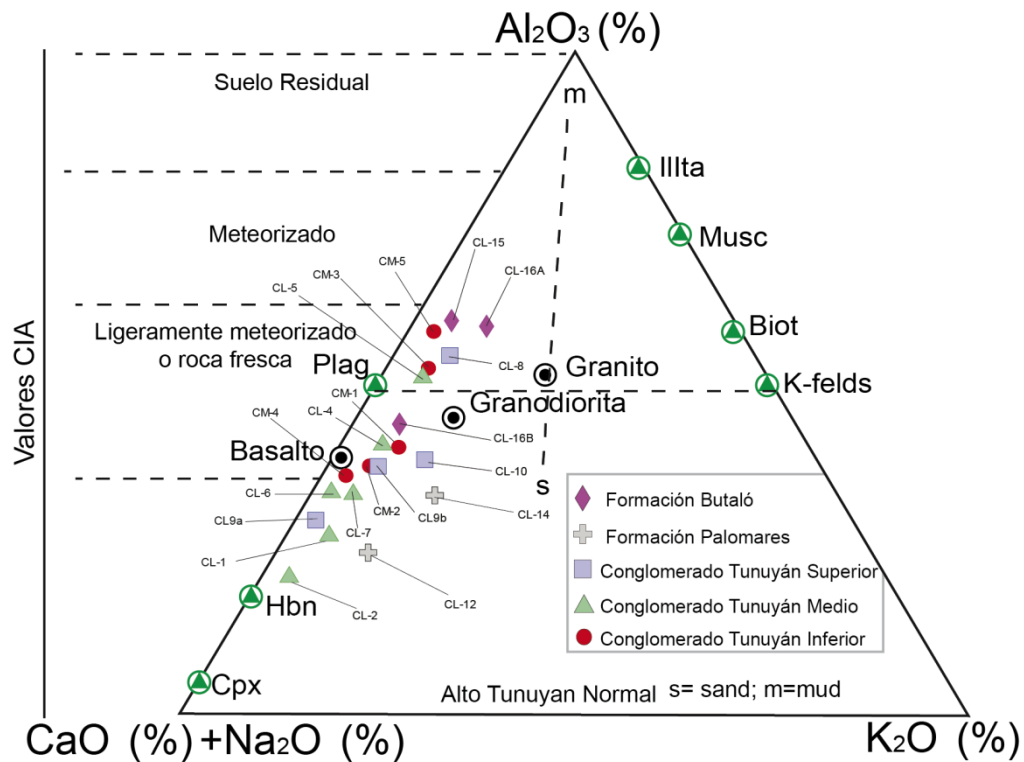 Al₂O₃ (%)
Suelo Residual
m
Illta
Meteorizado
Musc
CL-15
CM-5
CL-16A
CM-3
CL-5
Ligeramente meteorizado
o roca fresca
Biot
Plag
CL-8
Granito
K-felds
Valores CIA
CM-1
Granodiorita
CL-4
CM-4
CL-16B
Basalto
CL-10
CL-6
s
CL-14
CL9a
CM-2
CL9b
CL-7
CL-1
CL-12
CL-2
Hbn
Formación Butaló
Formación Palomares
Conglomerado Tunuyán Superior
Conglomerado Tunuyán Medio
Conglomerado Tunuyán Inferior
Cpx
Alto Tunuyan Normal s= sand; m=mud
CaO (%) +Na₂O (%)
K₂O (%)